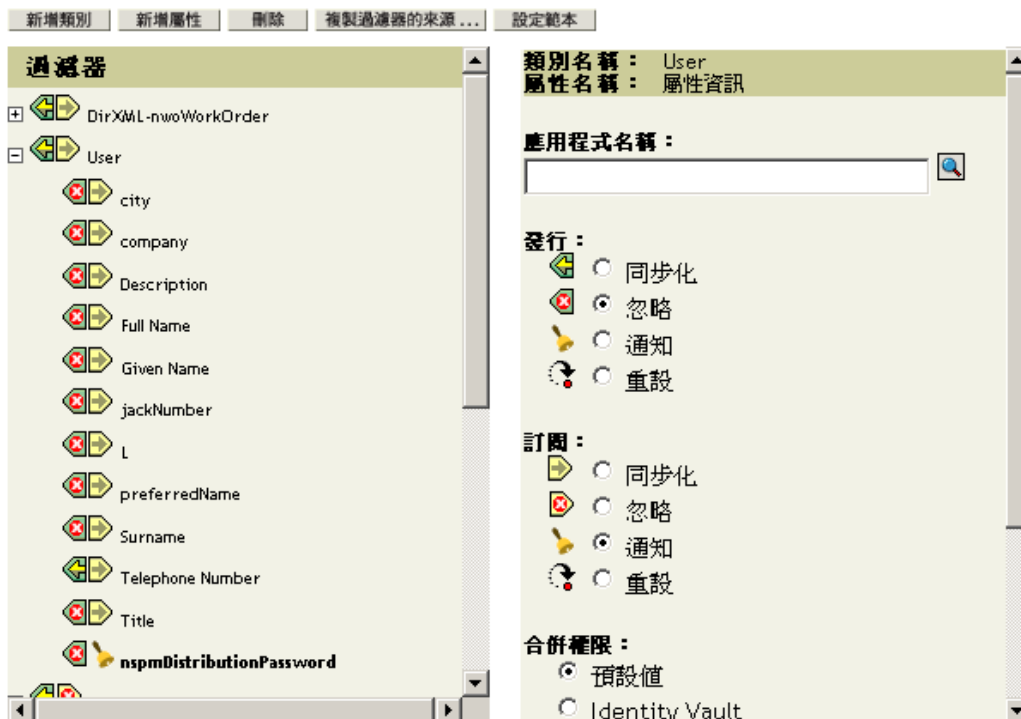 新增類別 新增屬性 刪除 複製過濾器的來源 ... 設定範本
過濾器
DirXML-nwoWorkOrder
User
city
company
Description
Full Name
Given Name
jackNumber
L
preferredName
Surname
Telephone Number
Title
nspmDistributionPassword
類別名稱： User
屬性名稱： 屬性資訊
應用程式名稱：
發行：
同步化
忽略
通知
重設
訂閱：
同步化
忽略
通知
重設
合併權限：
預設值
Identity Vault